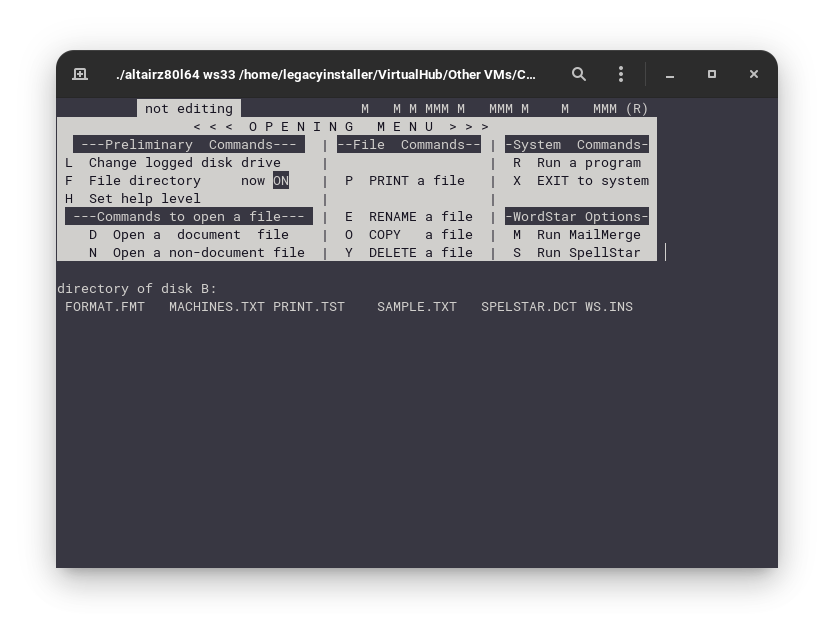 ./altairz80l64 ws33 /home/legacyinstaller/VirtualHub/Other VMs/C...
not editing M M M MMM M MMM M M MMM (R)
< < < O P E N I N G M E N U > > >
---Preliminary Commands--- | --File Commands-- | -System Commands-
L Change logged disk drive | | R Run a program
F File directory now ON | P PRINT a file | X EXIT to system
H Set help level | |
---Commands to open a file--- | E RENAME a file | -WordStar Options-
D Open a document file | O COPY a file | M Run MailMerge
N Open a non-document file | Y DELETE a file | S Run SpellStar
directory of disk B:
FORMAT.FMT MACHINES.TXT PRINT.TST SAMPLE.TXT SPELSTAR.DCT WS.INS